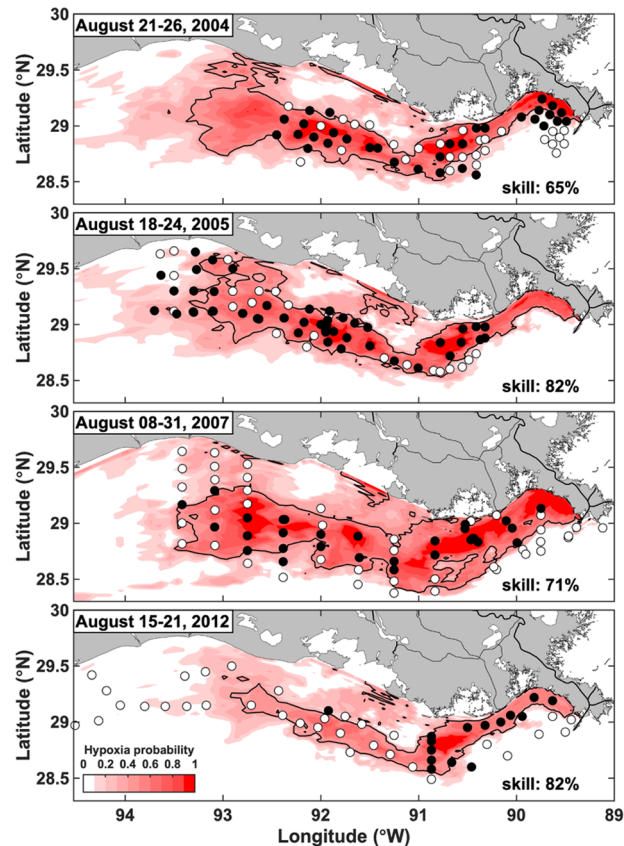 August 21-26, 2004
30
29.5
29
28.5
Latitude (°N)
skill: 65%
August 18-24, 2005
30
29.5
29
28.5
Latitude (°N)
skill: 82%
August 08-31, 2007
30
29.5
29
28.5
Latitude (°N)
skill: 71%
August 15-21, 2012
30
29.5
29
28.5
Latitude (°N)
Hypoxia probability
0 0.2 0.4 0.6 0.8 1
skill: 82%
94 93 92 91 90 89
Longitude (°W)